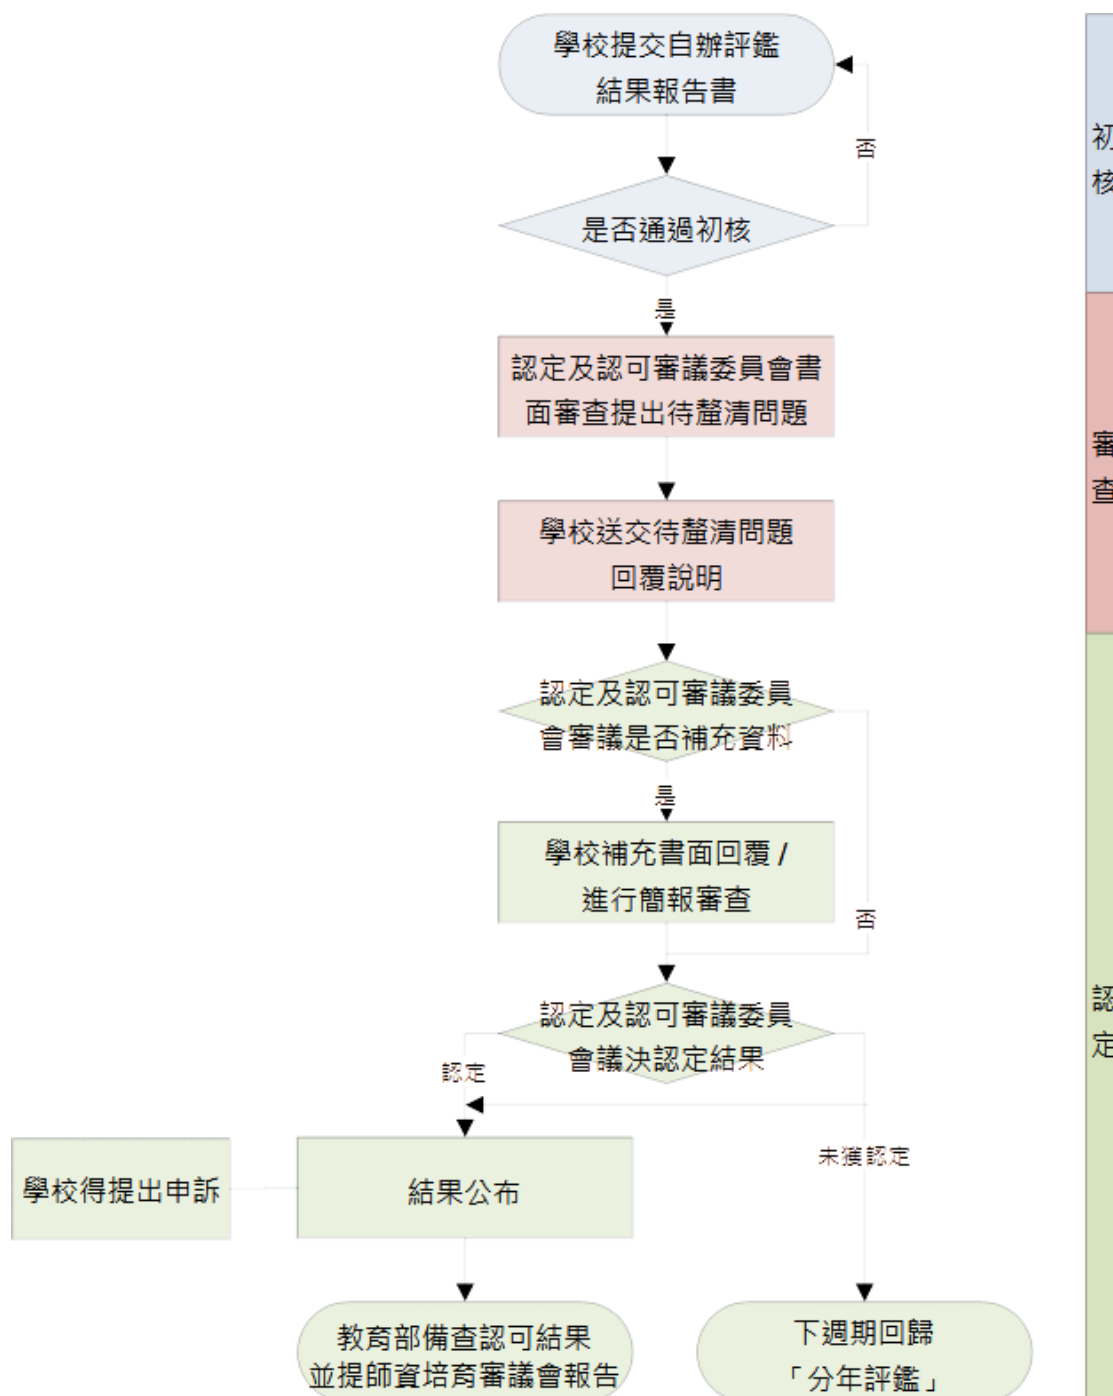 學校提交自辦評鑑
結果報告書
否
初
核
是否通過初核
是
認定及認可審議委員會書
面審查提出待釐清問題
審
查
學校送交待釐清問題
回覆說明
認定及認可審議委員
會審議是否補充資料
是
學校補充書面回覆 /
進行簡報審查
否
認定及認可審議委員
會議決認定結果
認
定
認定
未獲認定
學校得提出申訴
結果公布
教育部備查認可結果
並提師資培育審議會報告
下週期回歸
「分年評鑑」